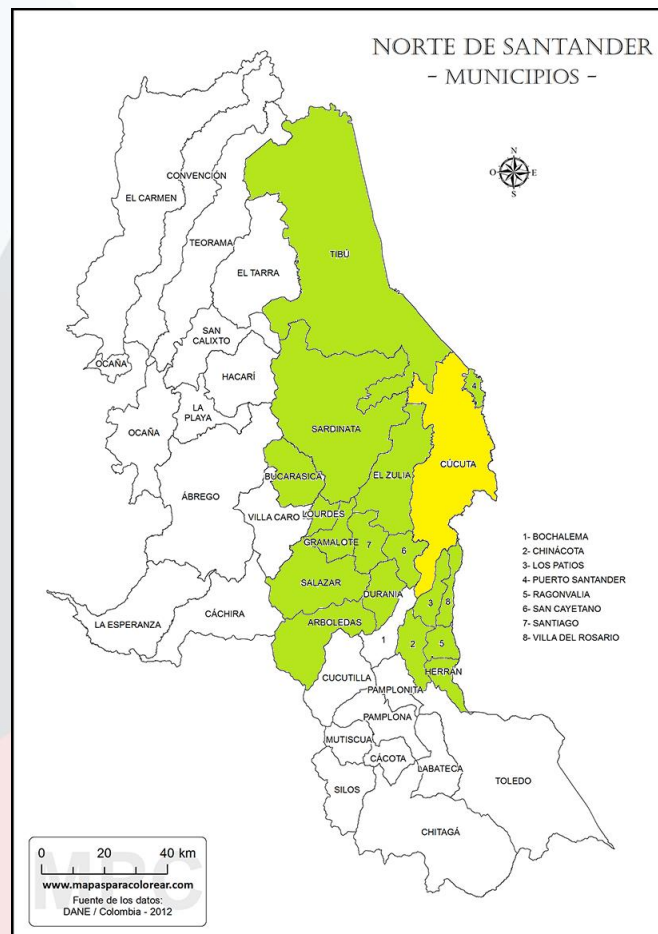 NORTE DE SANTANDER
- MUNICIPIOS -
N
O
E
S
CONVENCIÓN
EL CARMEN
TEORAMA
TIBÚ
EL TARRA
SAN
CALIXTO
OCAÑA
HACARÍ
4
LA
PLAYA
OCAÑA
SARDINATA
CÚCUTA
EL ZULIA
BUCARASICA
ÁBREGO
LOURDES
VILLA CARO
GRAMALOTE
7
6
SALAZAR
DURANIA
3
8
CÁCHIRA
ARBOLEDAS
LA ESPERANZA
1
2
5
HERRÁN
CUCUTILLA
PAMPLONITA
PAMPLONA
MUTISCUA
CÁCOTA
LABATECA
TOLEDO
SILOS
CHITAGÁ
1- BOCHALEMA
2- CHINÁCOTA
3- LOS PATIOS
4- PUERTO SANTANDER
5- RAGONVALIA
6- SAN CAYETANO
7- SANTIAGO
8- VILLA DEL ROSARIO
0 20 40 km
MPC
www.mapasparacolorear.com
Fuente de los datos:
DANE / Colombia - 2012